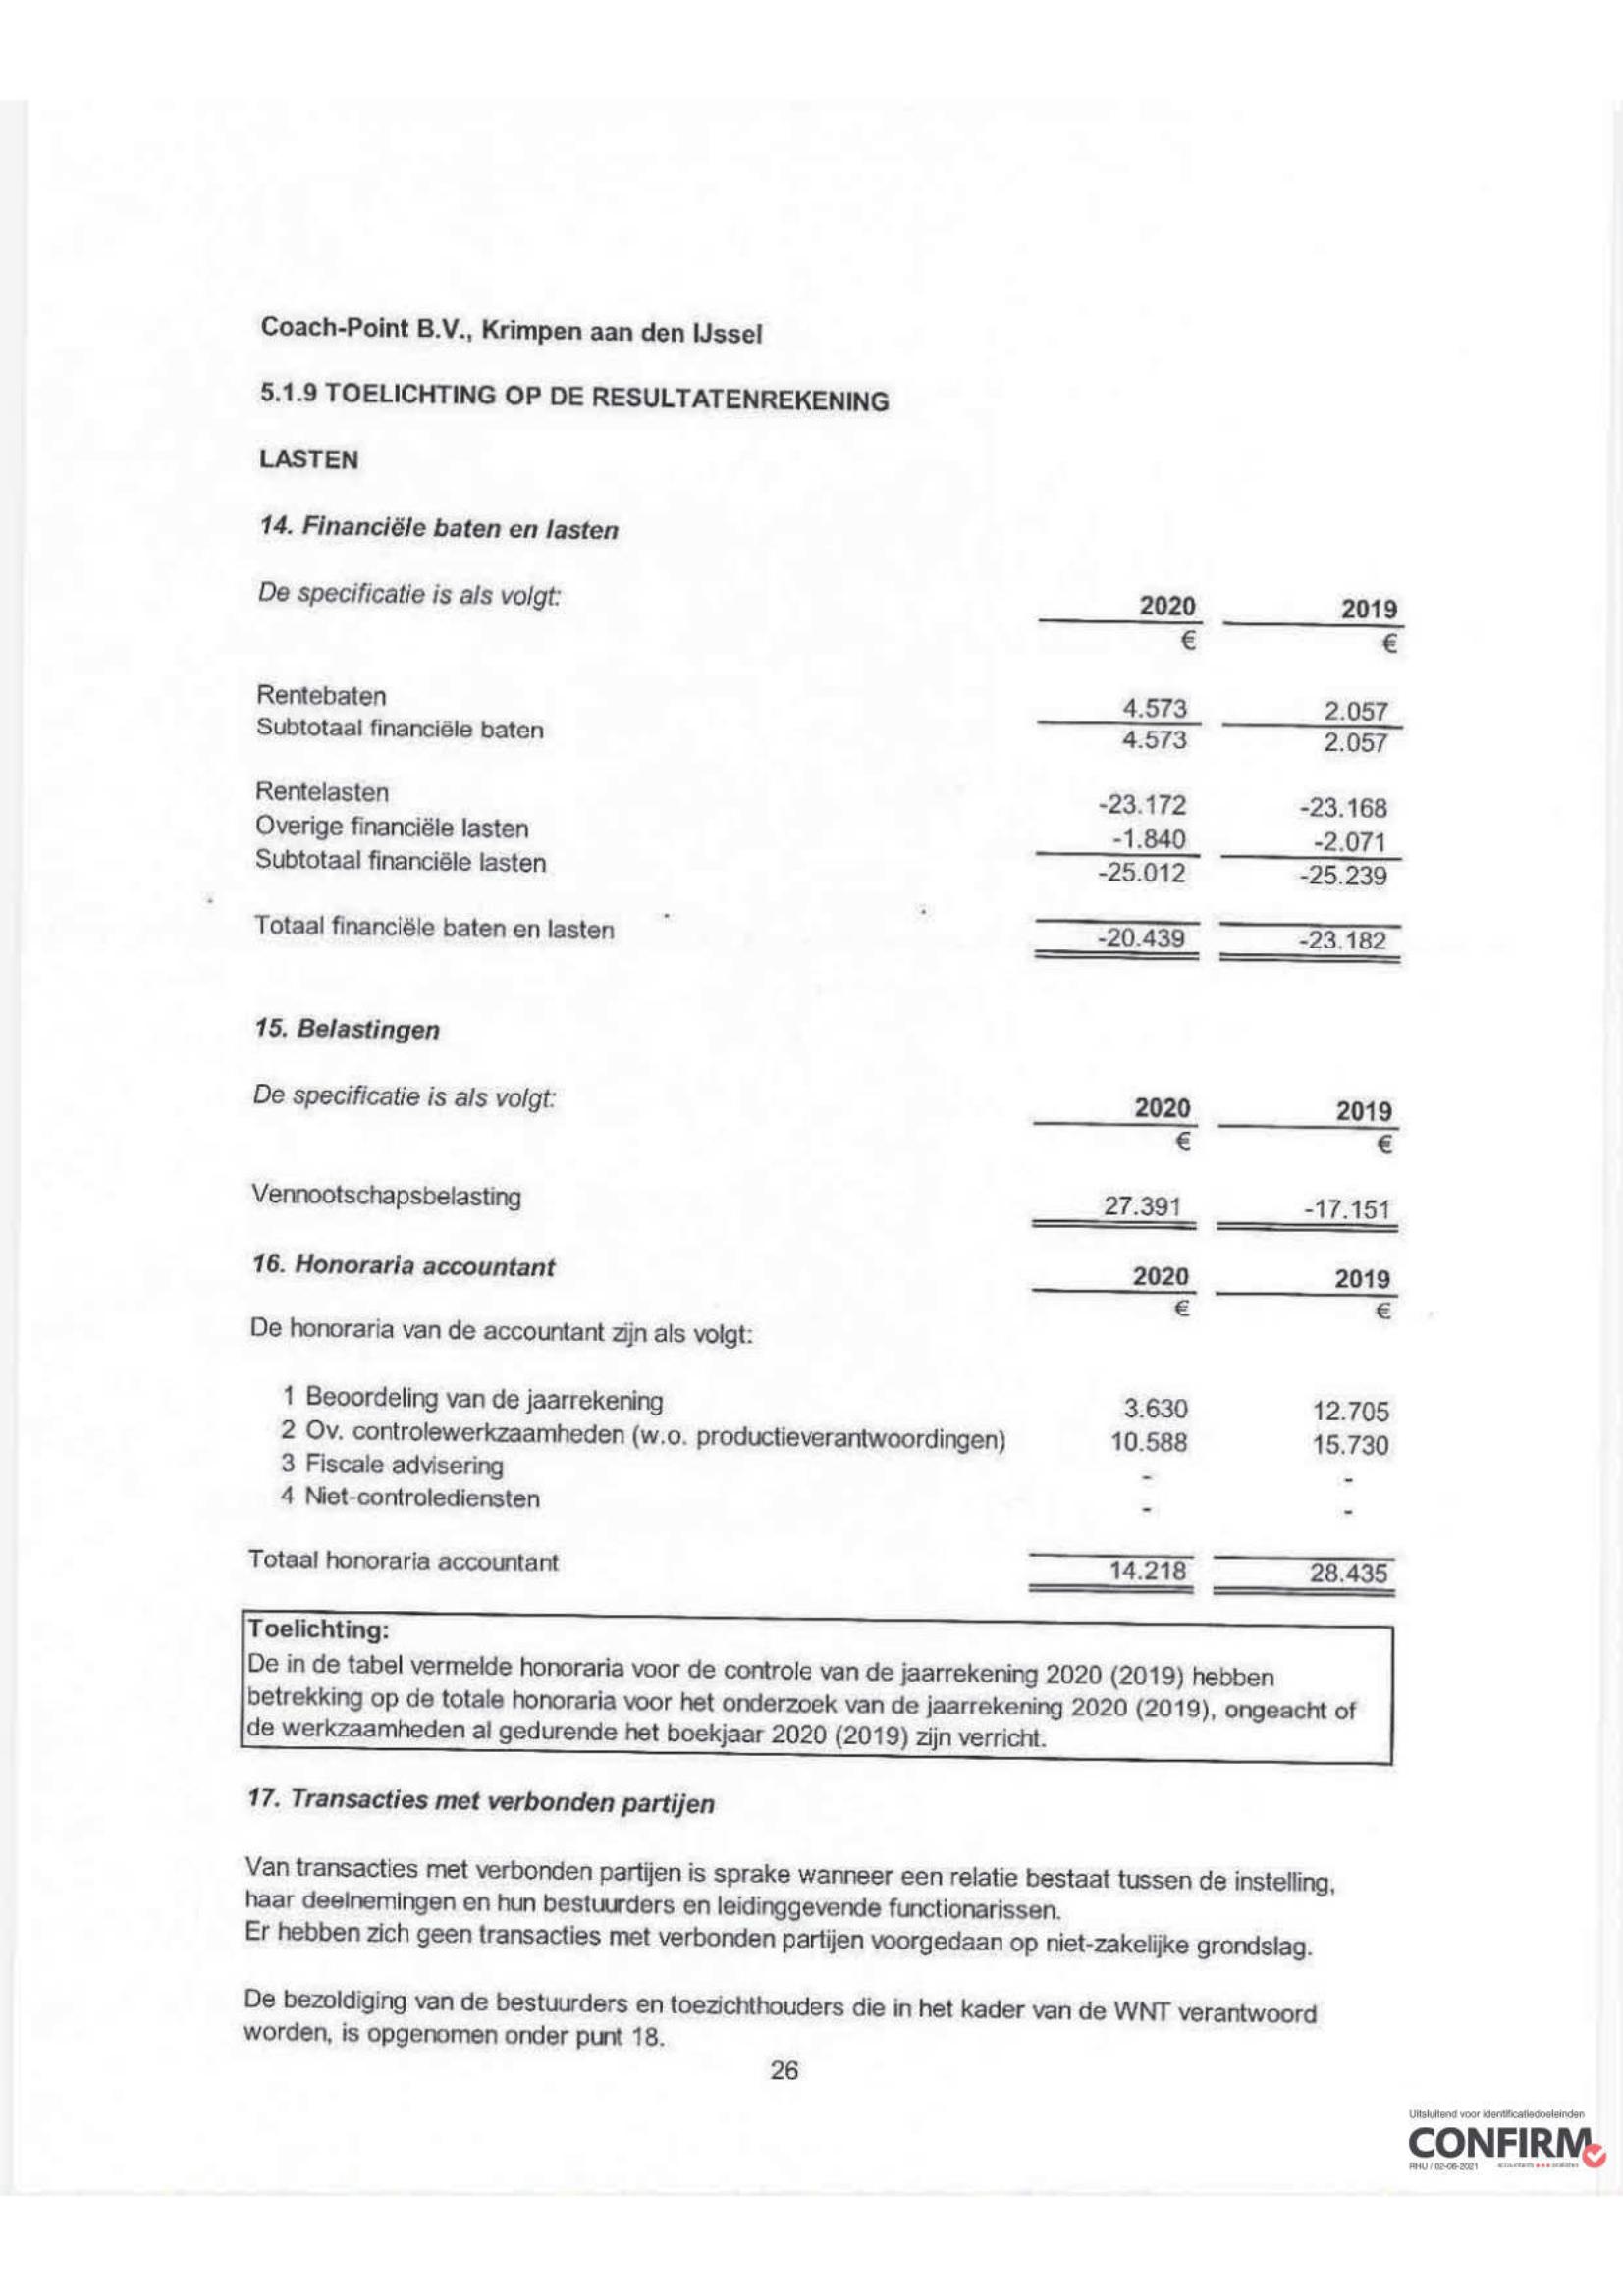 Coach-Point B.V., Krimpen aan den IJssel
5.1.9 TOELICHTING OP DE RESULTATENREKENING
LASTEN
14. Financiële baten en lasten
De specificatie is als volgt: 2020 2019
€ €
Rentebaten 4.573 2.057
Subtotaal financiële baten 4.573 2.057
Rentelasten -23.172 -23.168
Overige financiële lasten -1.840 -2.071
Subtotaal financiële lasten -25.012 -25.239
Totaal financiële baten en lasten -20.439 -23.182
15. Belastingen
De specificatie is als volgt: 2020 2019
€ €
Vennootschapsbelasting 27.391 -17.151
16. Honoraria accountant 2020 2019
€ €
De honoraria van de accountant zijn als volgt:
1 Beoordeling van de jaarrekening 3.630 12.705
2 Ov. controlewerkzaamheden (w.o. productieverantwoordingen) 10.588 15.730
3 Fiscale advisering - -
4 Niet-controlediensten - -
Totaal honoraria accountant 14.218 28.435
Toelichting:
De in de tabel vermelde honoraria voor de controle van de jaarrekening 2020 (2019) hebben
betrekking op de totale honoraria voor het onderzoek van de jaarrekening 2020 (2019), ongeacht of
de werkzaamheden al gedurende het boekjaar 2020 (2019) zijn verricht.
17. Transacties met verbonden partijen
Van transacties met verbonden partijen is sprake wanneer een relatie bestaat tussen de instelling,
haar deelnemingen en hun bestuurders en leidinggevende functionarissen.
Er hebben zich geen transacties met verbonden partijen voorgedaan op niet-zakelijke grondslag.
De bezoldiging van de bestuurders en toezichthouders die in het kader van de WNT verantwoord
worden, is opgenomen onder punt 18.
26
Uitsluitend voor identificatiedoeleinden
CONFIRM
RHU / 02-06-2021